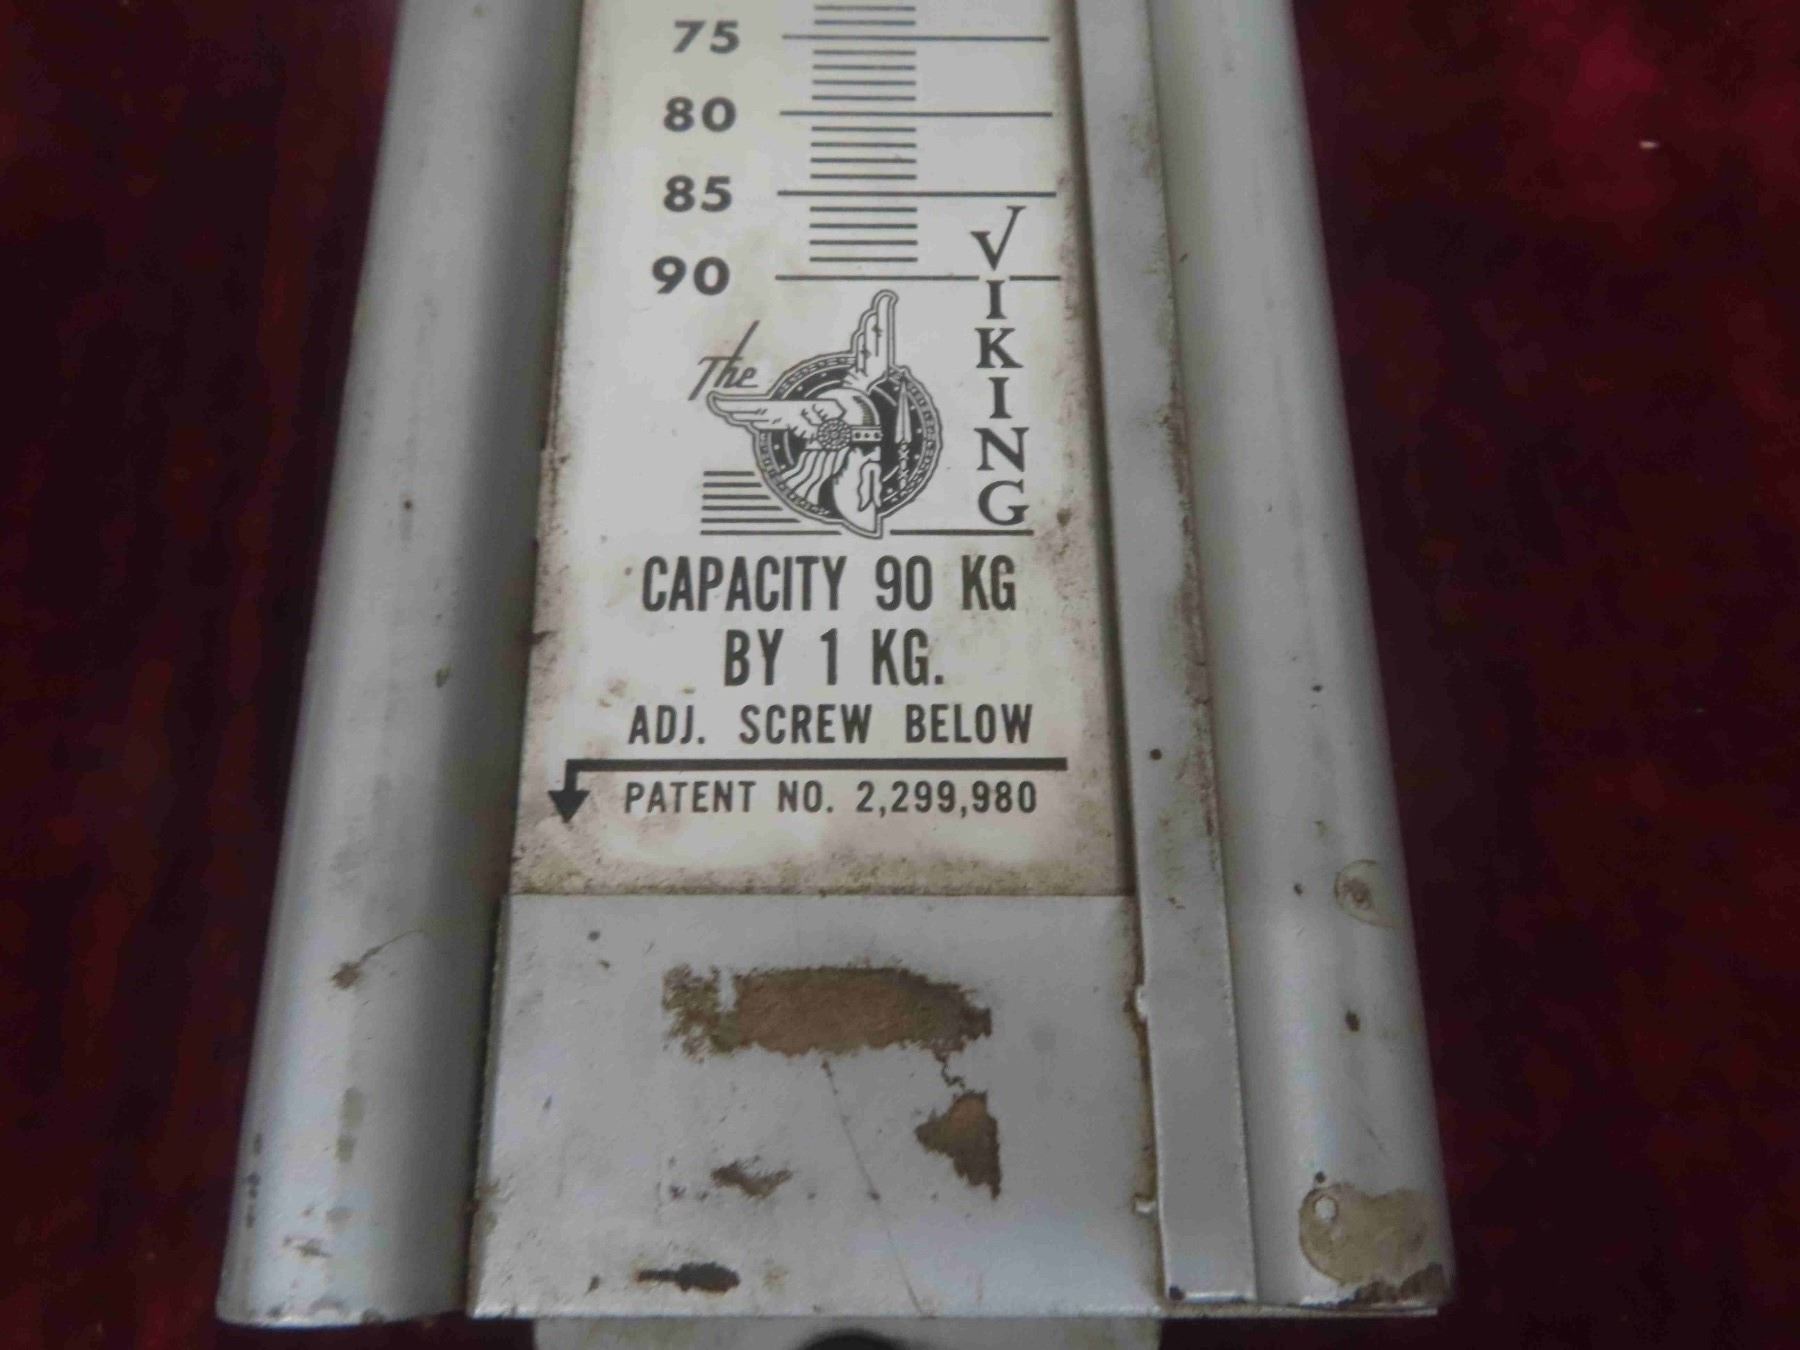 75
80
85
90
The VIKING
CAPACITY 90 KG
BY 1 KG.
ADJ. SCREW BELOW
PATENT NO. 2,299,980